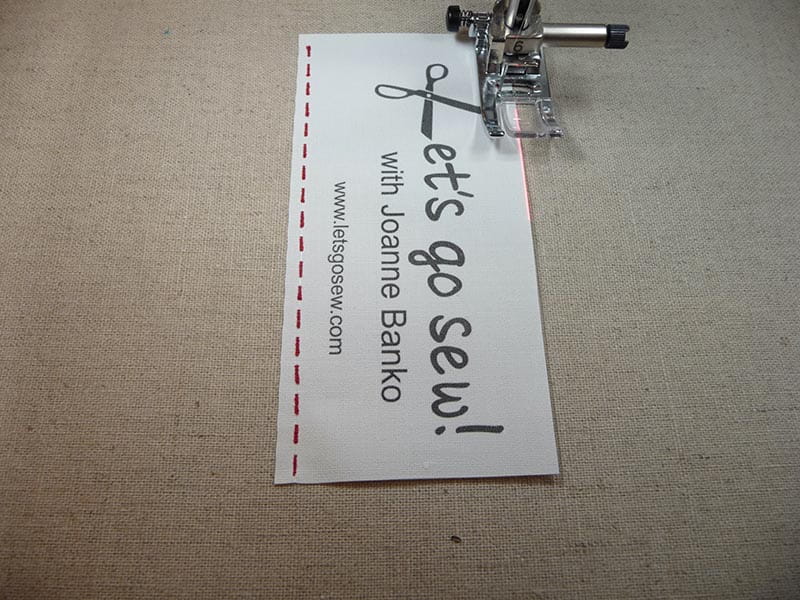 Let's go sew!
with Joanne Banko
www.letsgosew.com
6